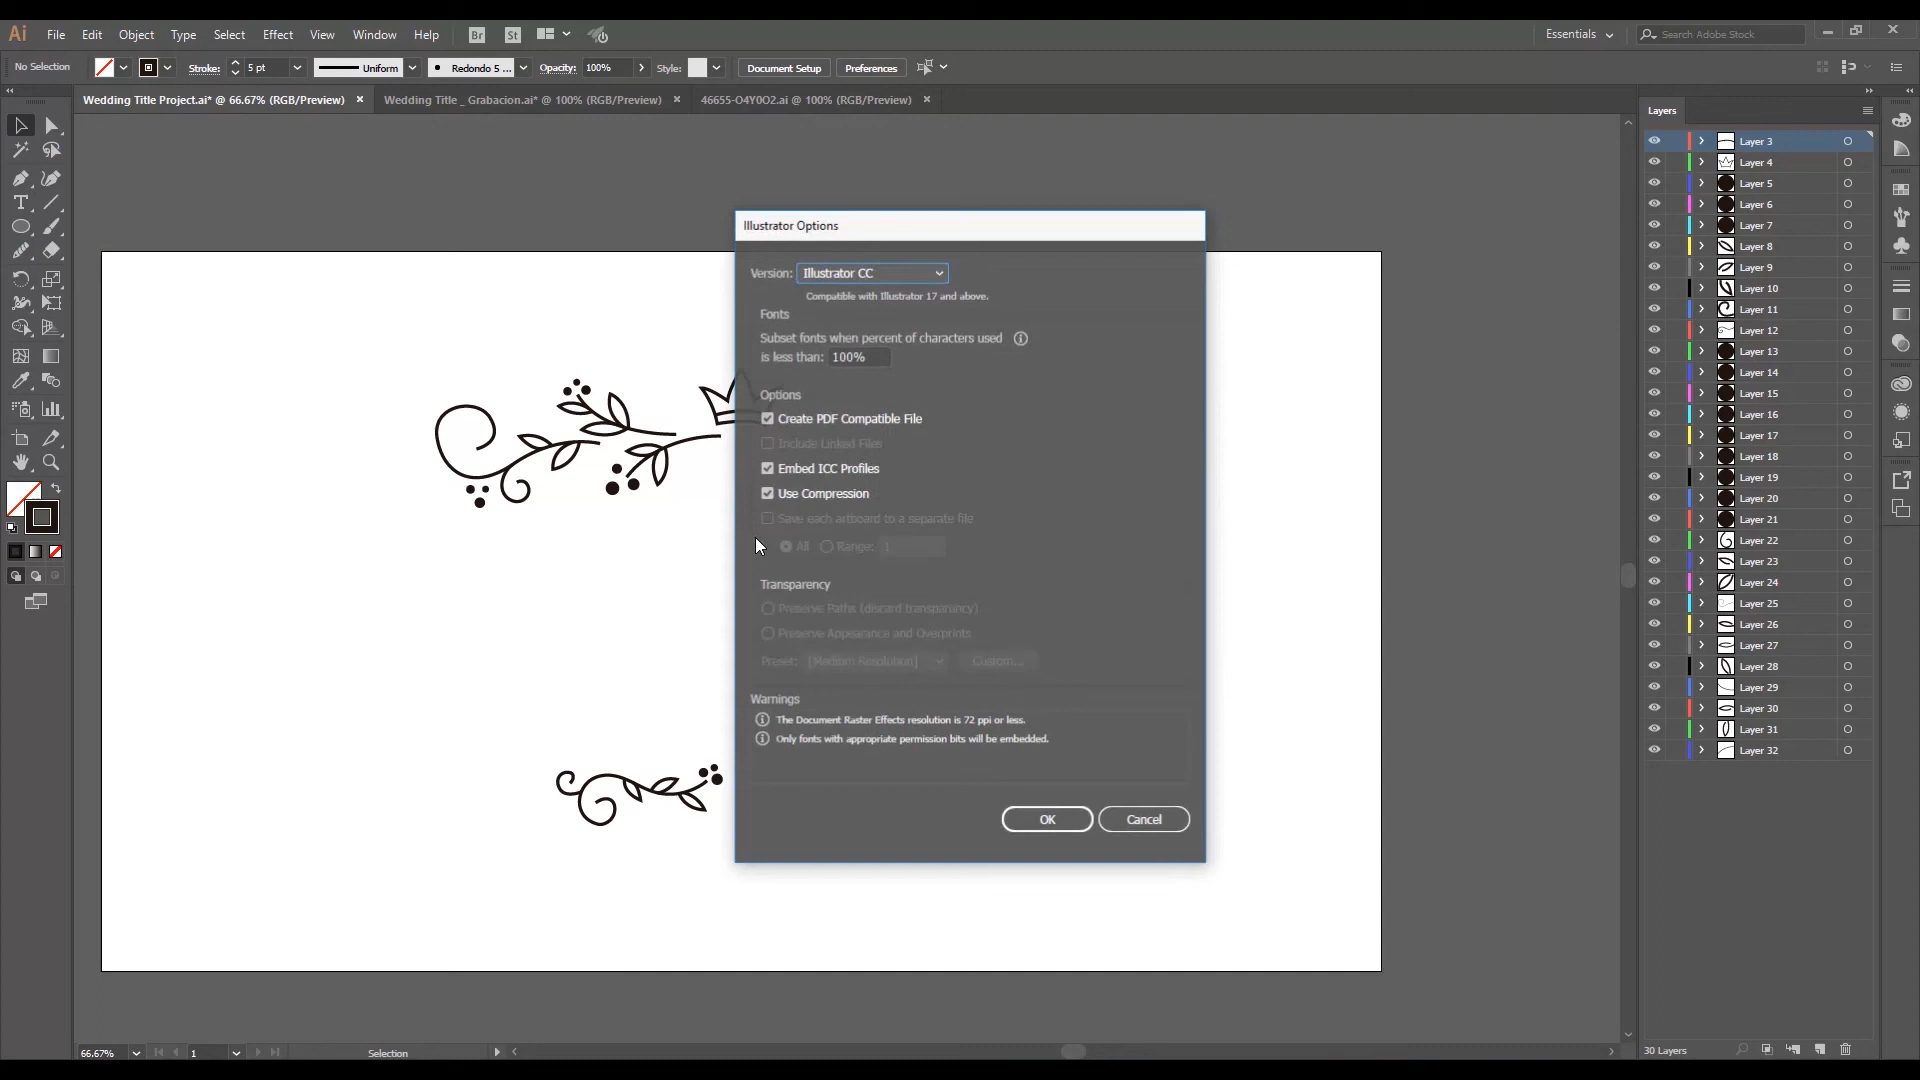 Ai File Edit Object Type Select Effect View Window Help Br St Essentials Search Adobe Stock
No Selection Stroke: 5 pt Uniform Redondo 5 ... Opacity: 100% Style: Document Setup Preferences
Wedding Title Project.ai* @ 66.67% (RGB/Preview) Wedding Title _ Grabacion.ai* @ 100% (RGB/Preview) 46655-O4Y0O2.ai @ 100% (RGB/Preview)
Layers
Layer 3
Layer 4
Layer 5
Layer 6
Layer 7
Layer 8
Layer 9
Layer 10
Layer 11
Layer 12
Layer 13
Layer 14
Layer 15
Layer 16
Layer 17
Layer 18
Layer 19
Layer 20
Layer 21
Layer 22
Layer 23
Layer 24
Layer 25
Layer 26
Layer 27
Layer 28
Layer 29
Layer 30
Layer 31
Layer 32
30 Layers
Illustrator Options
Version: Illustrator CC
Compatible with Illustrator 17 and above.
Fonts
Subset fonts when percent of characters used
is less than: 100%
Options
Create PDF Compatible File
Include Linked Files
Embed ICC Profiles
Use Compression
Save each artboard to a separate file
All Range: 1
Transparency
Preserve Paths (discard transparency)
Preserve Appearance and Overprints
Preset: [Medium Resolution] Custom...
Warnings
The Document Raster Effects resolution is 72 ppi or less.
Only fonts with appropriate permission bits will be embedded.
OK Cancel
66.67% 1 Selection